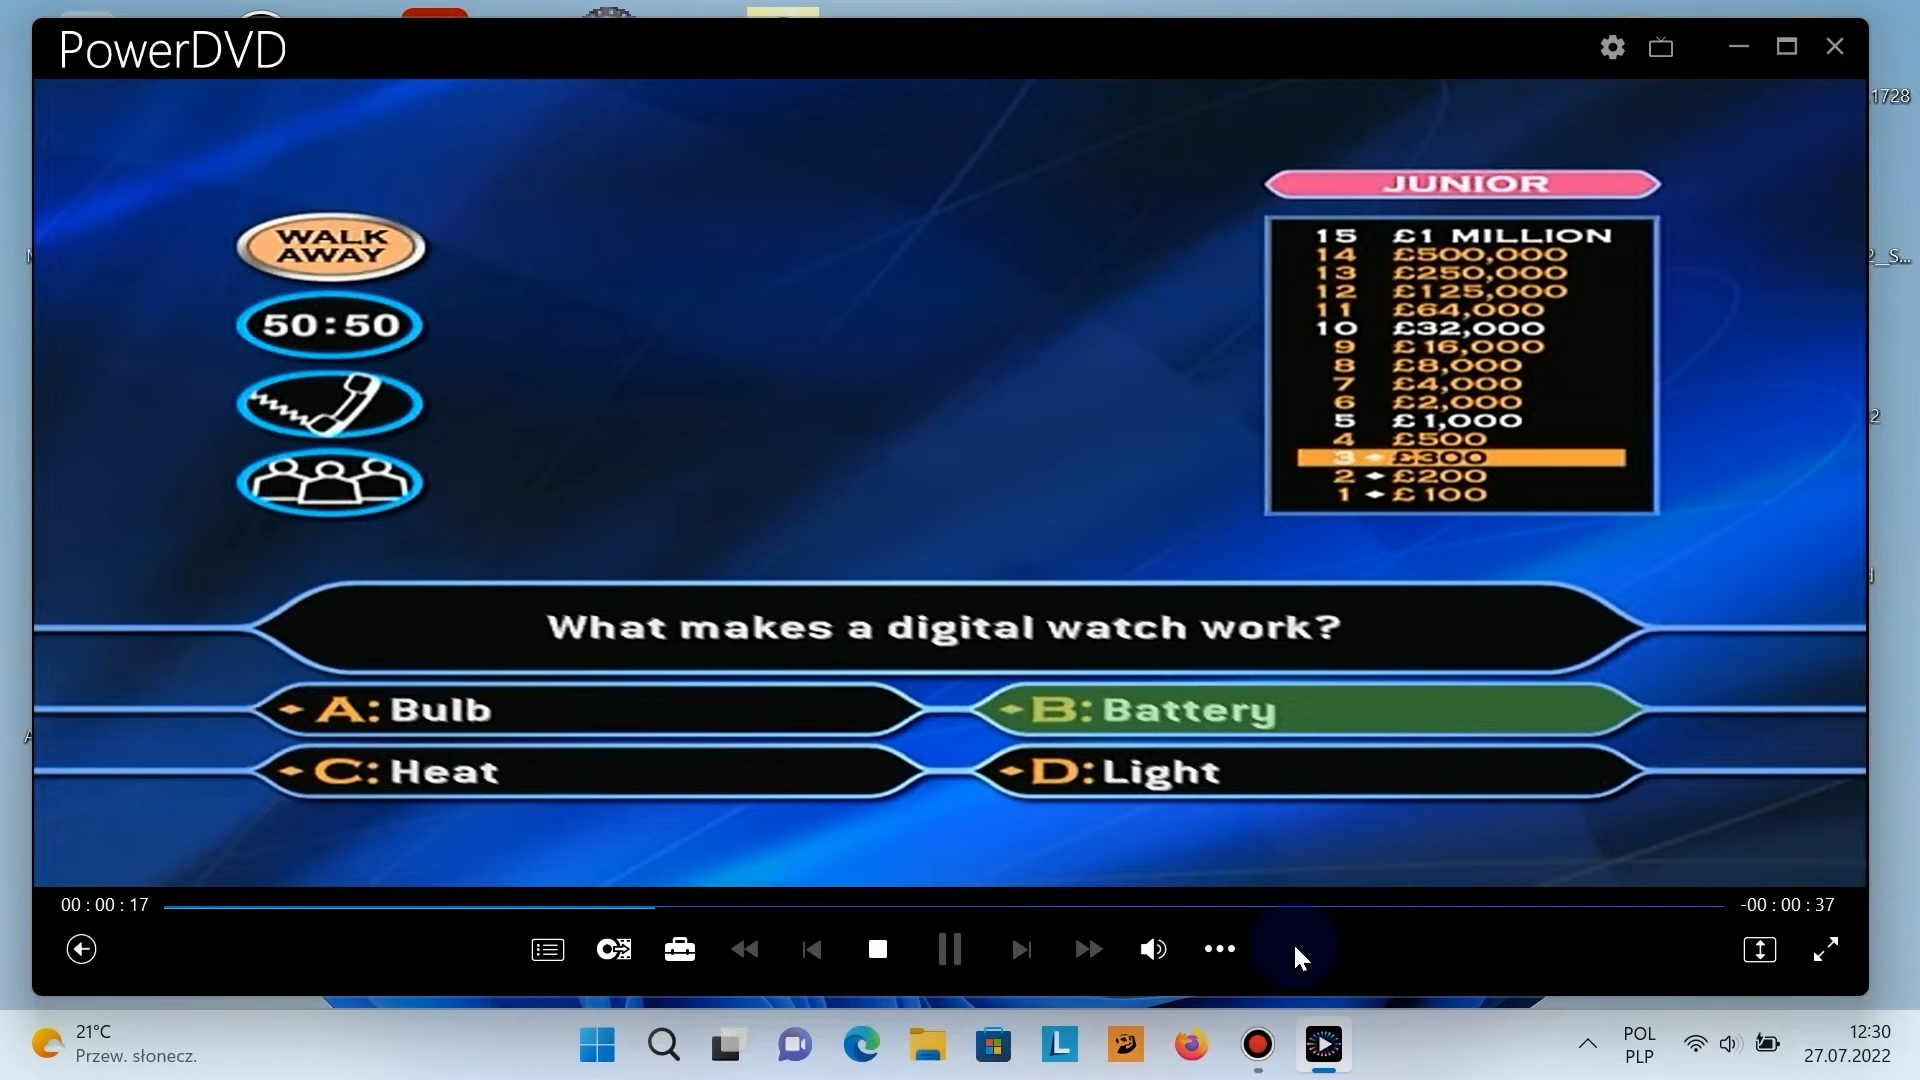 PowerDVD
1728
JUNIOR
WALK
AWAY
50:50
15 £1 MILLION
14 £500,000
13 £250,000
12 £125,000
11 £64,000
10 £32,000
9 £16,000
8 £8,000
7 £4,000
6 £2,000
5 £1,000
4 £500
3 £300
2 £200
1 £100
2__S...
2
What makes a digital watch work?
A: Bulb
B: Battery
C: Heat
D: Light
00 : 00 : 17
-00 : 00 : 37
21°C
Przew. słonecz.
POL
PLP
12:30
27.07.2022